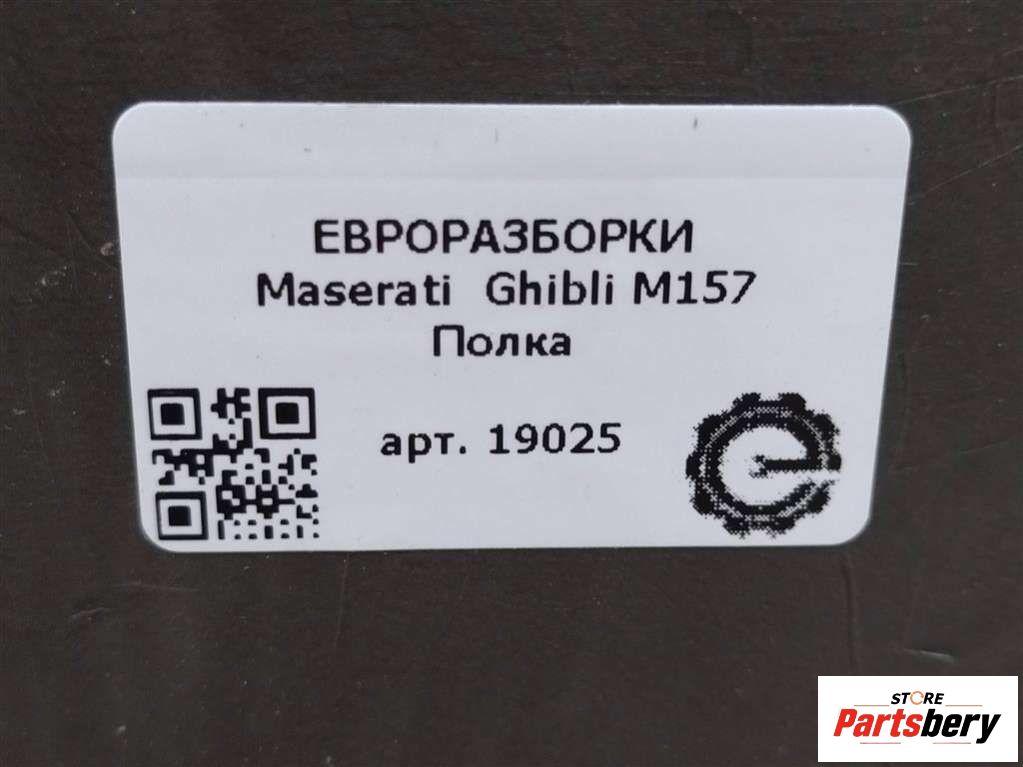 ЕВРОРАЗБОРКИ
Maserati Ghibli M157
Полка
арт. 19025
STORE
Partsbery